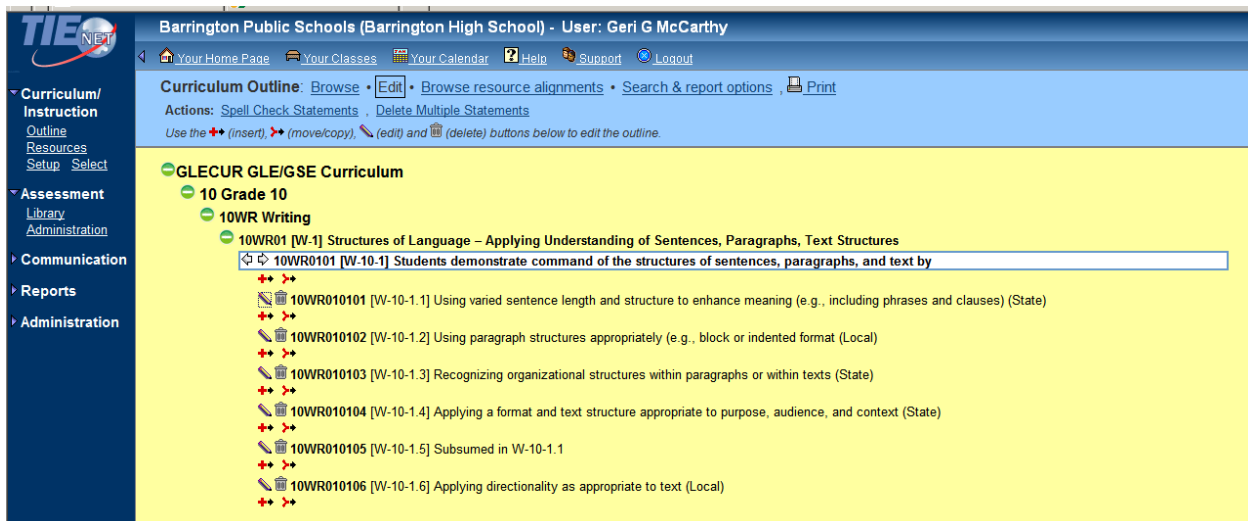 TIENET
Barrington Public Schools (Barrington High School) - User: Geri G McCarthy
Your Home Page Your Classes Your Calendar Help Support Logout
Curriculum/
Instruction
Outline
Resources
Setup Select
Assessment
Library
Administration
Communication
Reports
Administration
Curriculum Outline: Browse • Edit • Browse resource alignments • Search & report options , Print
Actions: Spell Check Statements , Delete Multiple Statements
Use the (insert), (move/copy), (edit) and (delete) buttons below to edit the outline.
GLECUR GLE/GSE Curriculum
10 Grade 10
10WR Writing
10WR01 [W-1] Structures of Language – Applying Understanding of Sentences, Paragraphs, Text Structures
10WR0101 [W-10-1] Students demonstrate command of the structures of sentences, paragraphs, and text by
10WR010101 [W-10-1.1] Using varied sentence length and structure to enhance meaning (e.g., including phrases and clauses) (State)
10WR010102 [W-10-1.2] Using paragraph structures appropriately (e.g., block or indented format (Local)
10WR010103 [W-10-1.3] Recognizing organizational structures within paragraphs or within texts (State)
10WR010104 [W-10-1.4] Applying a format and text structure appropriate to purpose, audience, and context (State)
10WR010105 [W-10-1.5] Subsumed in W-10-1.1
10WR010106 [W-10-1.6] Applying directionality as appropriate to text (Local)